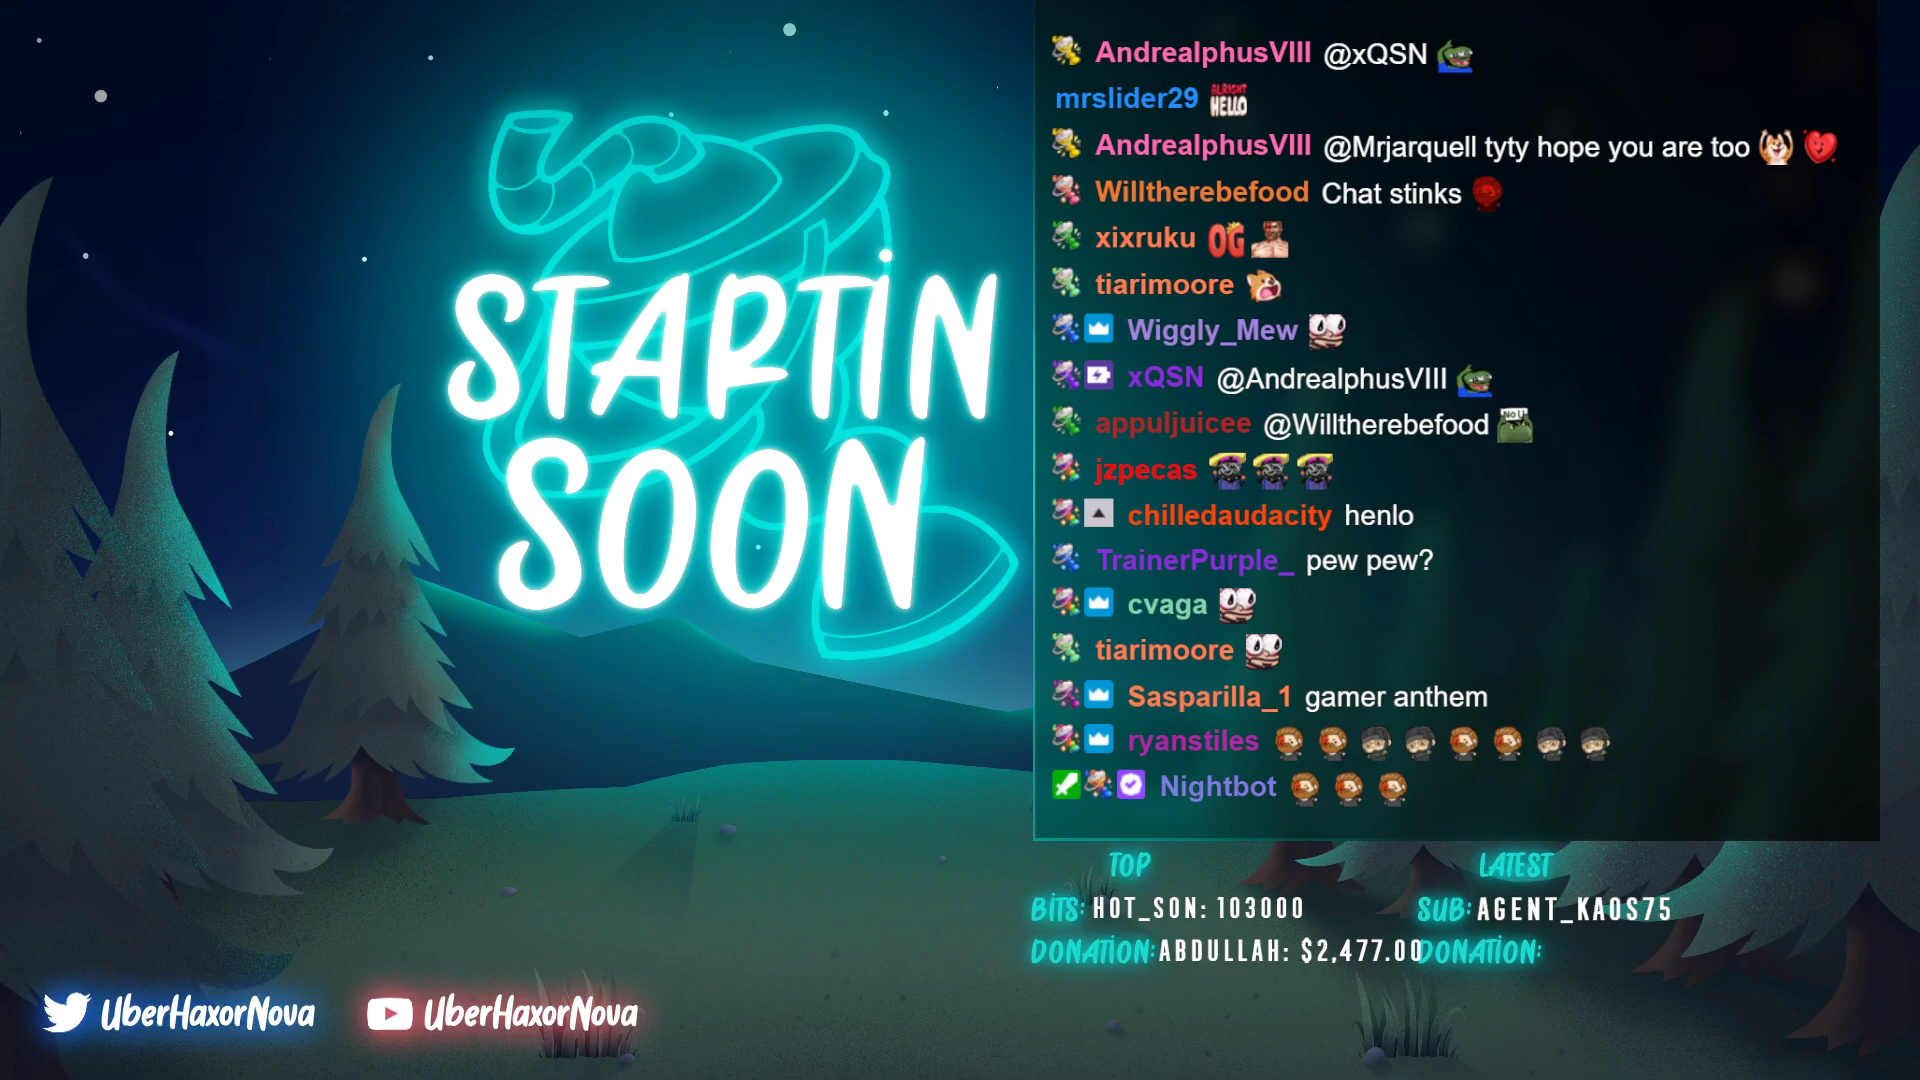 STARTIN
SOON
AndrealphusVIII @xQSN
mrslider29 ALRIGHT HELLO
AndrealphusVIII @Mrjarquell tyty hope you are too
Willtherebefood Chat stinks
xixruku OG
tiarimoore
Wiggly_Mew
xQSN @AndrealphusVIII
appuljuicee @Willtherebefood No U
jzpecas
chilledaudacity henlo
TrainerPurple_ pew pew?
cvaga
tiarimoore
Sasparilla_1 gamer anthem
ryanstiles
Nightbot
TOP
BITS: HOT_SON: 103000
DONATION: ABDULLAH: $2,477.00
LATEST
SUB: AGENT_KAOS75
DONATION:
UberHaxorNova
UberHaxorNova